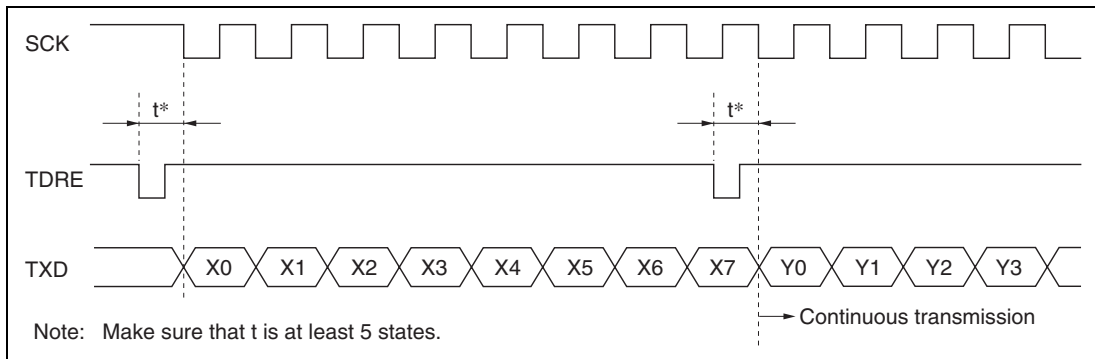 SCK
t* t*
TDRE
TXD X0 X1 X2 X3 X4 X5 X6 X7 Y0 Y1 Y2 Y3
Continuous transmission
Note: Make sure that t is at least 5 states.